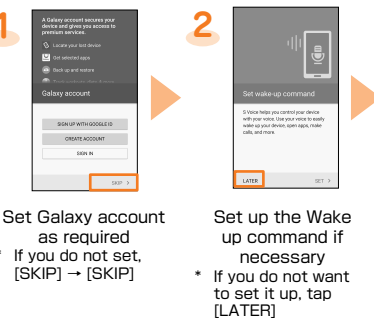 1
A Galaxy account secures your
device and gives you access to
premium services.
Locate your lost device
Get selected apps
Back up and restore
Galaxy account
SIGN UP WITH GOOGLE ID
CREATE ACCOUNT
SIGN IN
SKIP >
Set Galaxy account
as required
* If you do not set,
[SKIP] → [SKIP]
2
Set wake-up command
S Voice helps you control your device
with your voice. Use your voice to easily
wake up your device, open apps, make
calls, and more.
LATER
SET >
Set up the Wake
up command if
necessary
* If you do not want
to set it up, tap
[LATER]